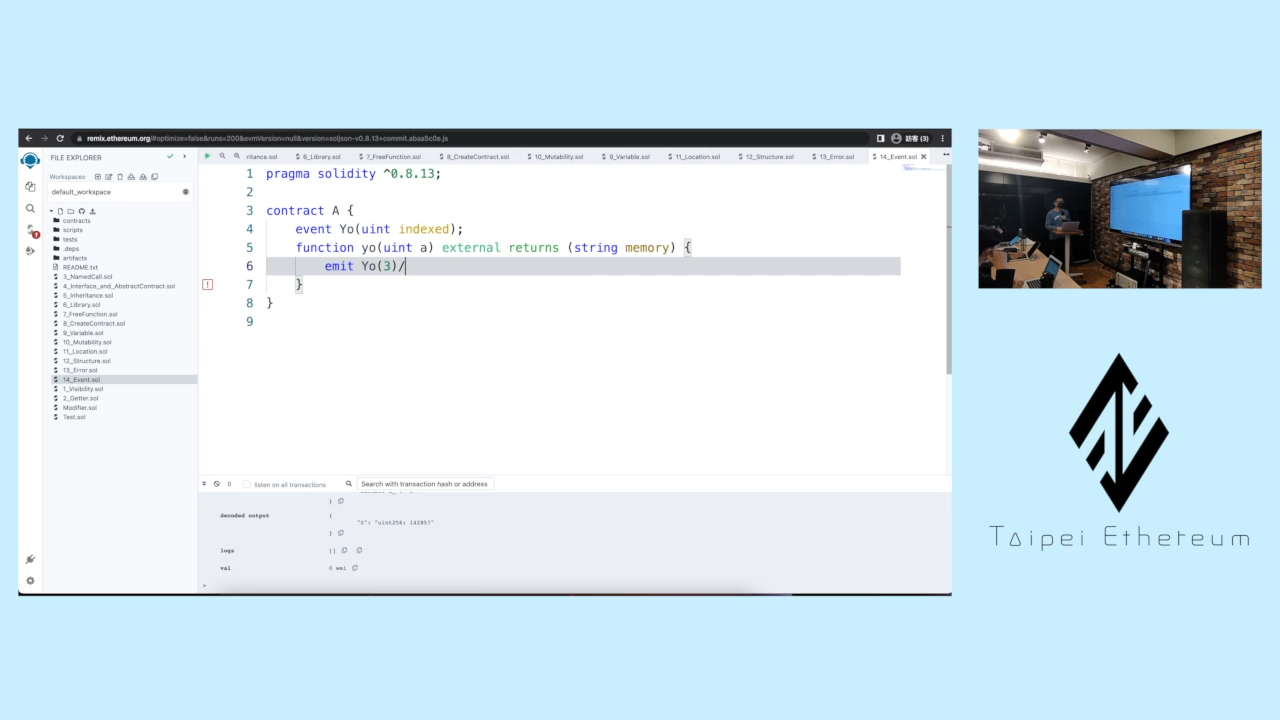 remix.ethereum.org/#optimize=false&runs=200&evmVersion=null&version=soljson-v0.8.13+commit.abaa5c0e.js
訪客 (3)
FILE EXPLORER
Workspaces
default_workspace
contracts
scripts
tests
.deps
artifacts
README.txt
3_NamedCall.sol
4_Interface_and_AbstractContract.sol
5_Inheritance.sol
6_Library.sol
7_FreeFunction.sol
8_CreateContract.sol
9_Variable.sol
10_Mutability.sol
11_Location.sol
12_Structure.sol
13_Error.sol
14_Event.sol
1_Visibility.sol
2_Getter.sol
Modifier.sol
Test.sol
ritance.sol 6_Library.sol 7_FreeFunction.sol 8_CreateContract.sol 10_Mutability.sol 9_Variable.sol 11_Location.sol 12_Structure.sol 13_Error.sol 14_Event.sol
1 pragma solidity ^0.8.13;
2
3 contract A {
4 event Yo(uint indexed);
5 function yo(uint a) external returns (string memory) {
6 emit Yo(3)/
7 }
8 }
9
0 listen on all transactions Search with transaction hash or address
}
decoded output {
"0": "uint256: 142857"
}
logs []
val 0 wei
>
Taipei Ethereum